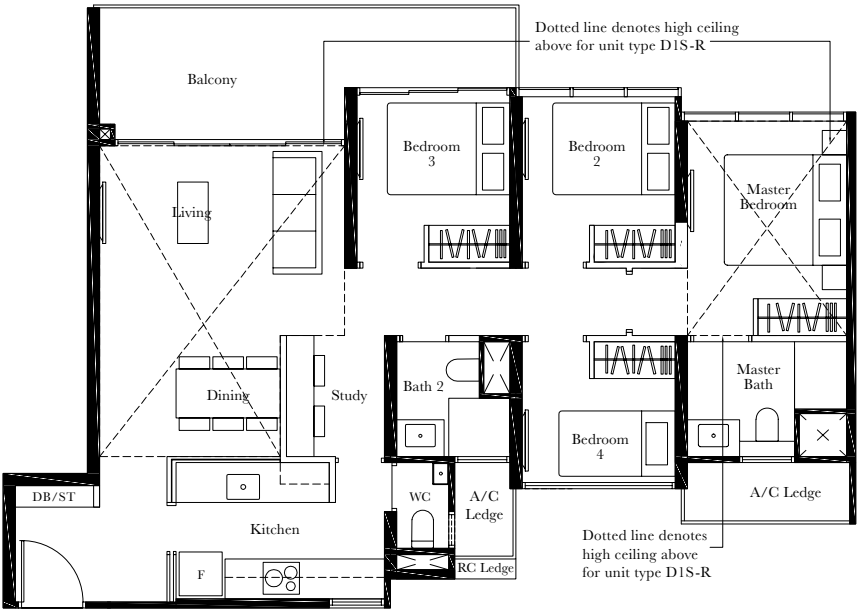 Dotted line denotes high ceiling
above for unit type D1S-R
Balcony
Bedroom
3
Bedroom
2
Master
Bedroom
Living
Dining
Study
Bath 2
Master
Bath
Bedroom
4
DB/ST
WC
A/C
Ledge
A/C Ledge
Kitchen
F
RC Ledge
Dotted line denotes
high ceiling above
for unit type D1S-R